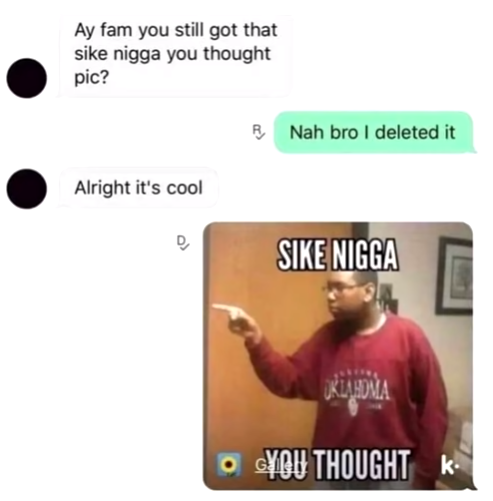 Ay fam you still got that
sike nigga you thought
pic?
R
Nah bro I deleted it
Alright it's cool
D
SIKE NIGGA
OKLAHOMA
Gallery
YOU THOUGHT
k·